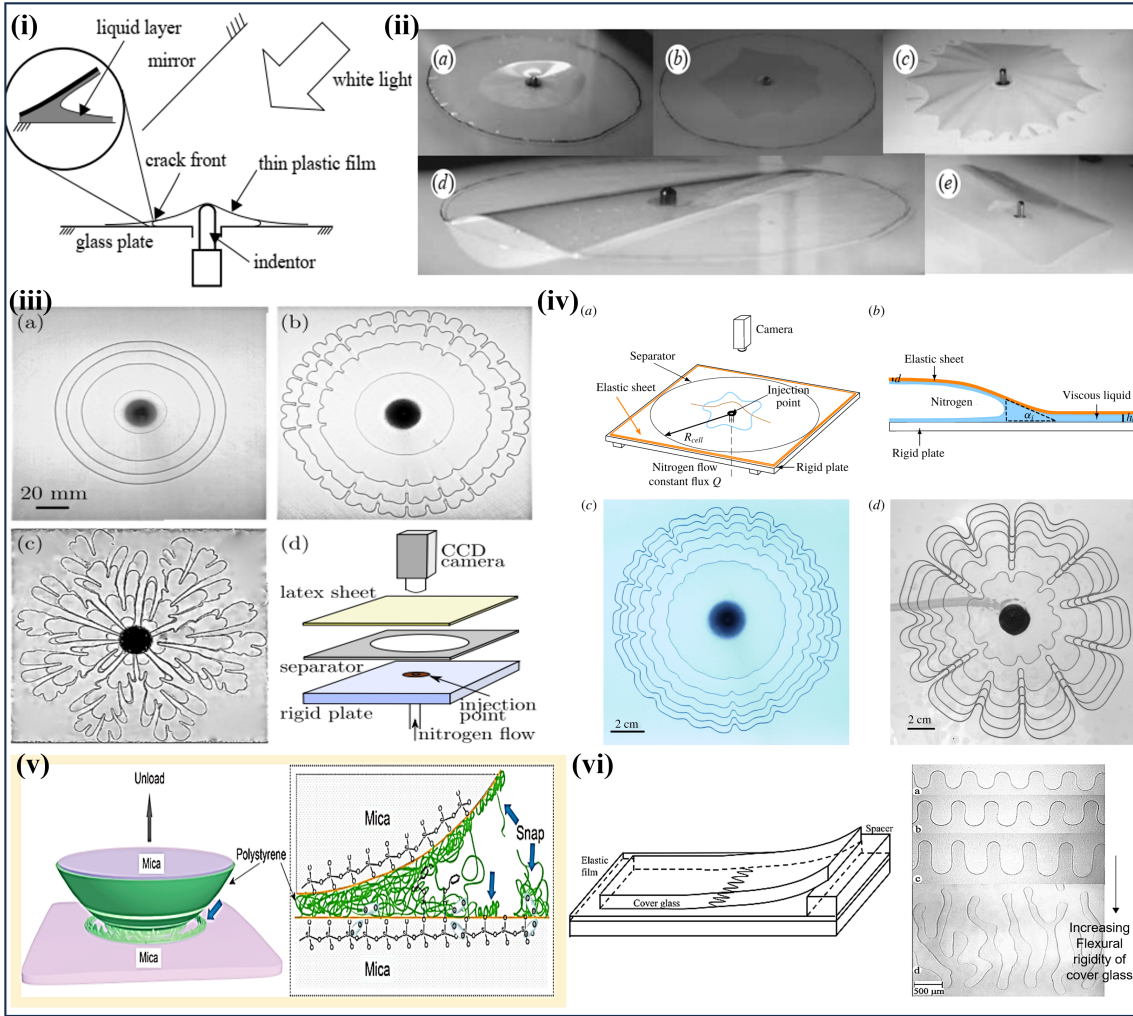 (i)
liquid layer
mirror
white light
crack front
thin plastic film
glass plate
indentor
(ii)
(a)
(b)
(c)
(d)
(e)
(iii)
(a)
20 mm
(b)
(c)
(d)
CCD
camera
latex sheet
separator
rigid plate
injection
point
nitrogen flow
(iv)
(a)
Camera
Separator
Elastic sheet
Injection
point
R_cell
Rigid plate
Nitrogen flow
constant flux Q
(b)
Elastic sheet
d
Nitrogen
Viscous liquid
α_i
h
Rigid plate
(c)
2 cm
(d)
2 cm
(v)
Unload
Mica
Polystyrene
Mica
Mica
Snap
Mica
(vi)
Spacer
Elastic
film
Cover glass
a
b
c
d
500 μm
Increasing
Flexural
rigidity of
cover glass